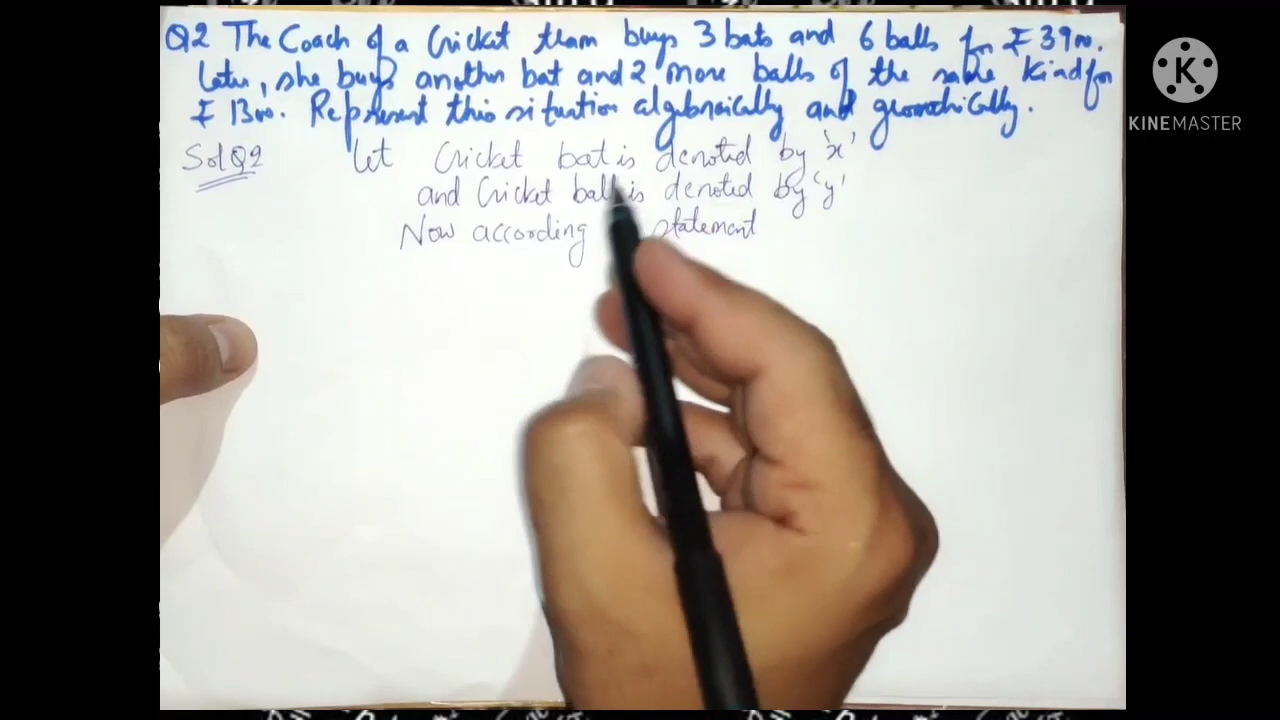 Q2 The Coach of a Cricket team buys 3 bats and 6 balls for ₹ 3900.
Later, she buys another bat and 2 more balls of the same kind for
₹ 1300. Represent this situation algebraically and geometrically.
Sol Q2 Let Cricket bat is denoted by 'x'
and Cricket ball is denoted by 'y'
Now according statement
K
KINEMASTER